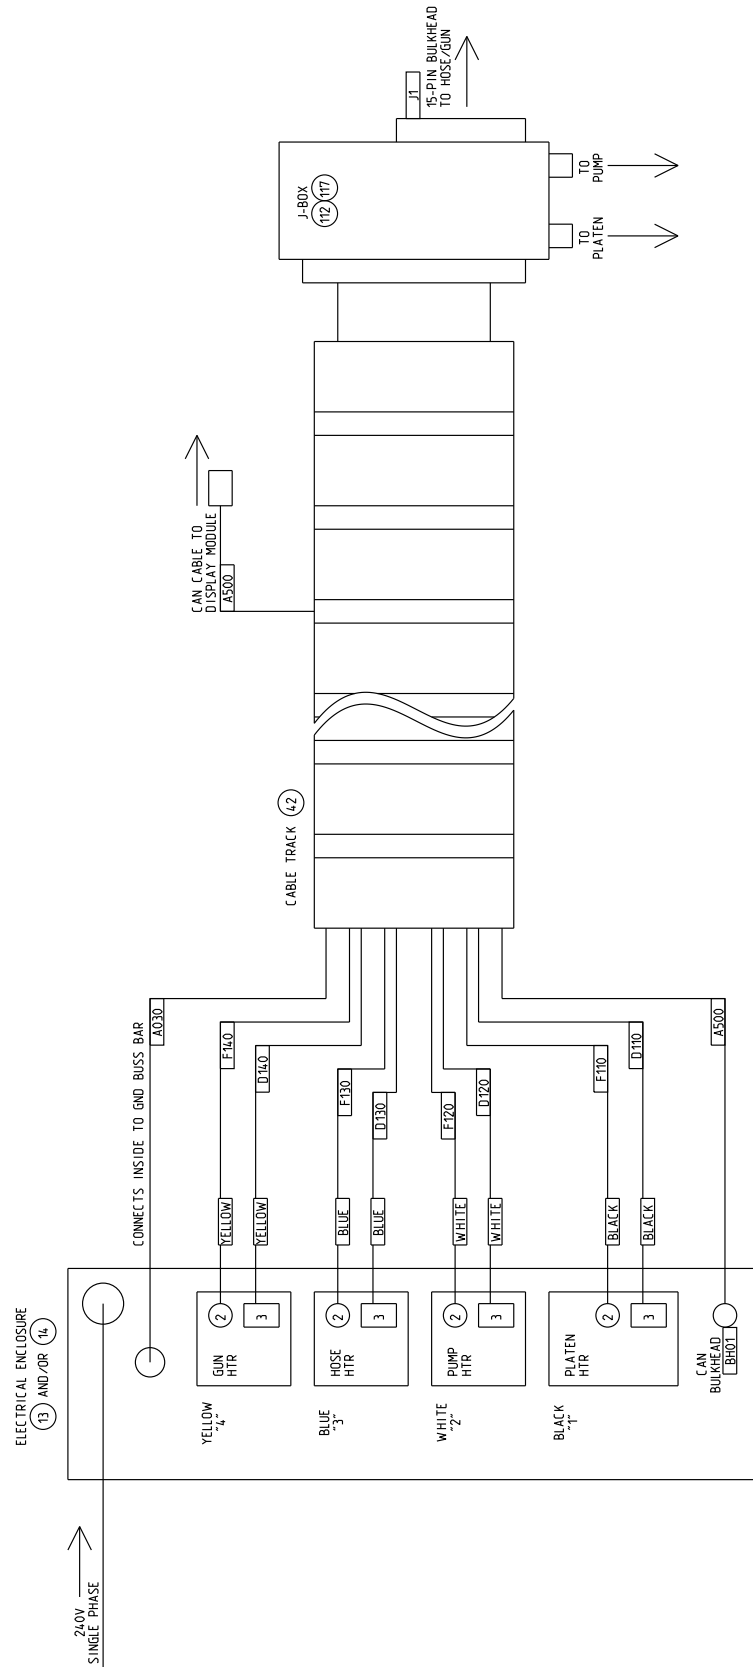 ELECTRICAL ENCLOSURE
13 AND/OR 14
240V
SINGLE PHASE
CONNECTS INSIDE TO GND BUSS BAR
A030
YELLOW
"4"
GUN
HTR
2
3
YELLOW
YELLOW
F140
D140
BLUE
"3"
HOSE
HTR
2
3
BLUE
BLUE
F130
D130
WHITE
"2"
PUMP
HTR
2
3
WHITE
WHITE
F120
D120
BLACK
"1"
PLATEN
HTR
2
3
BLACK
BLACK
F110
D110
CAN
BULKHEAD
BH01
A500
CABLE TRACK 42
CAN CABLE TO
DISPLAY MODULE
A500
J-BOX
112 117
J1
15-PIN BULKHEAD
TO HOSE/GUN
TO
PLATEN
TO
PUMP